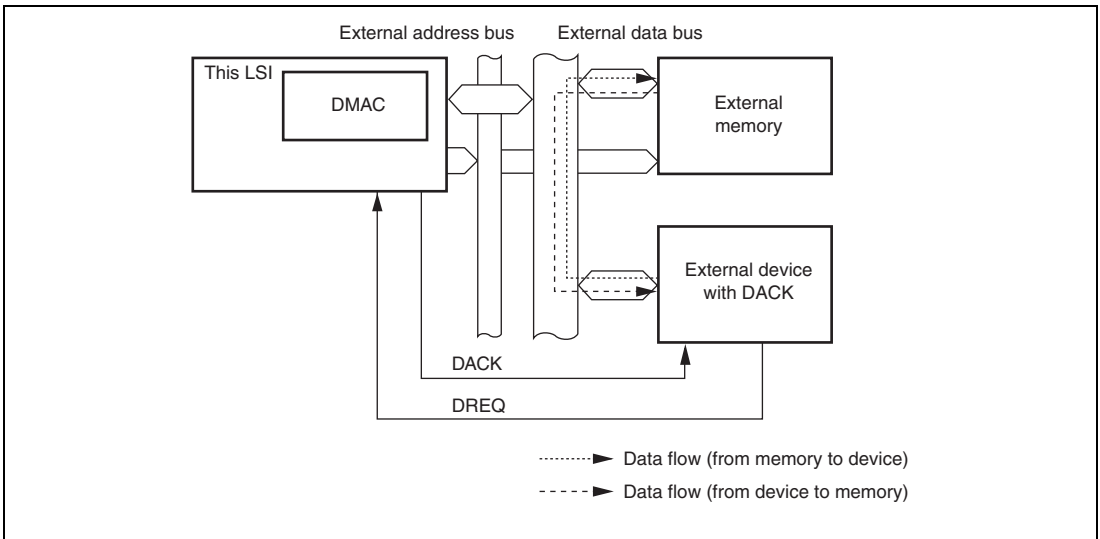 External address bus
External data bus
This LSI
DMAC
External
memory
External device
with DACK
DACK
DREQ
Data flow (from memory to device)
Data flow (from device to memory)